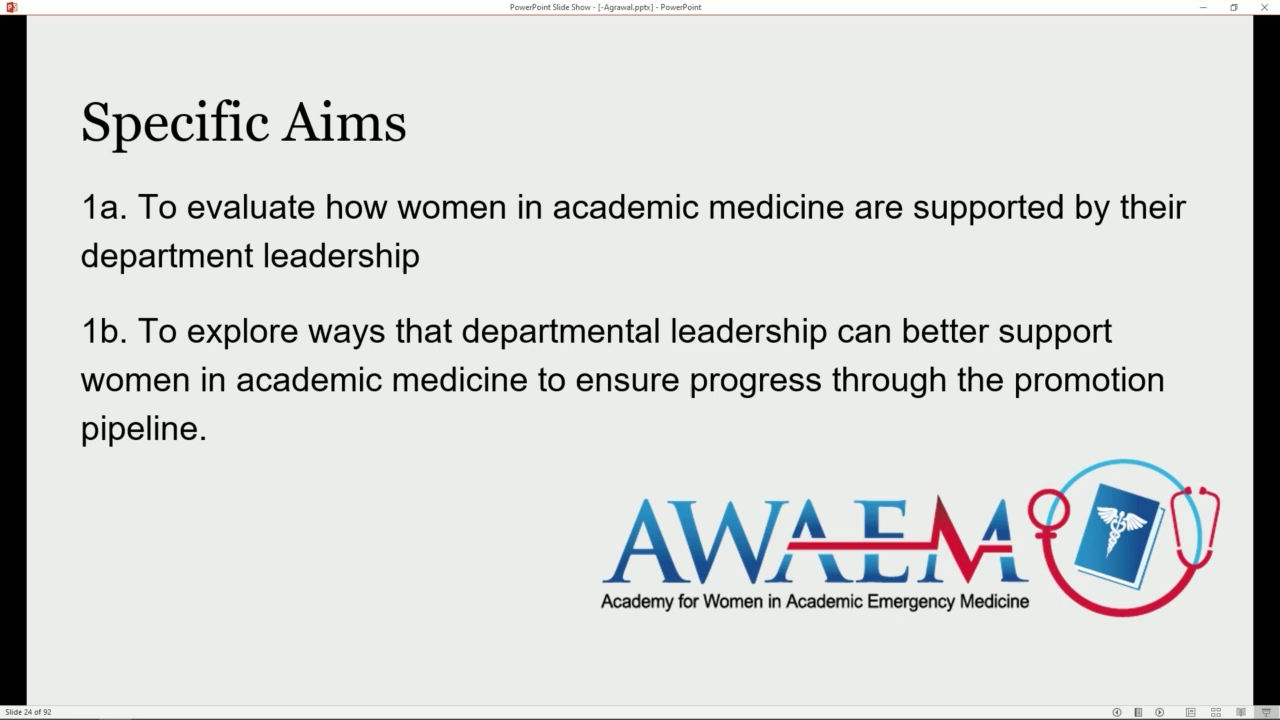 PowerPoint Slide Show - [-Agrawal.pptx] - PowerPoint
Specific Aims
1a. To evaluate how women in academic medicine are supported by their
department leadership
1b. To explore ways that departmental leadership can better support
women in academic medicine to ensure progress through the promotion
pipeline.
AWAEM
Academy for Women in Academic Emergency Medicine
Slide 24 of 92